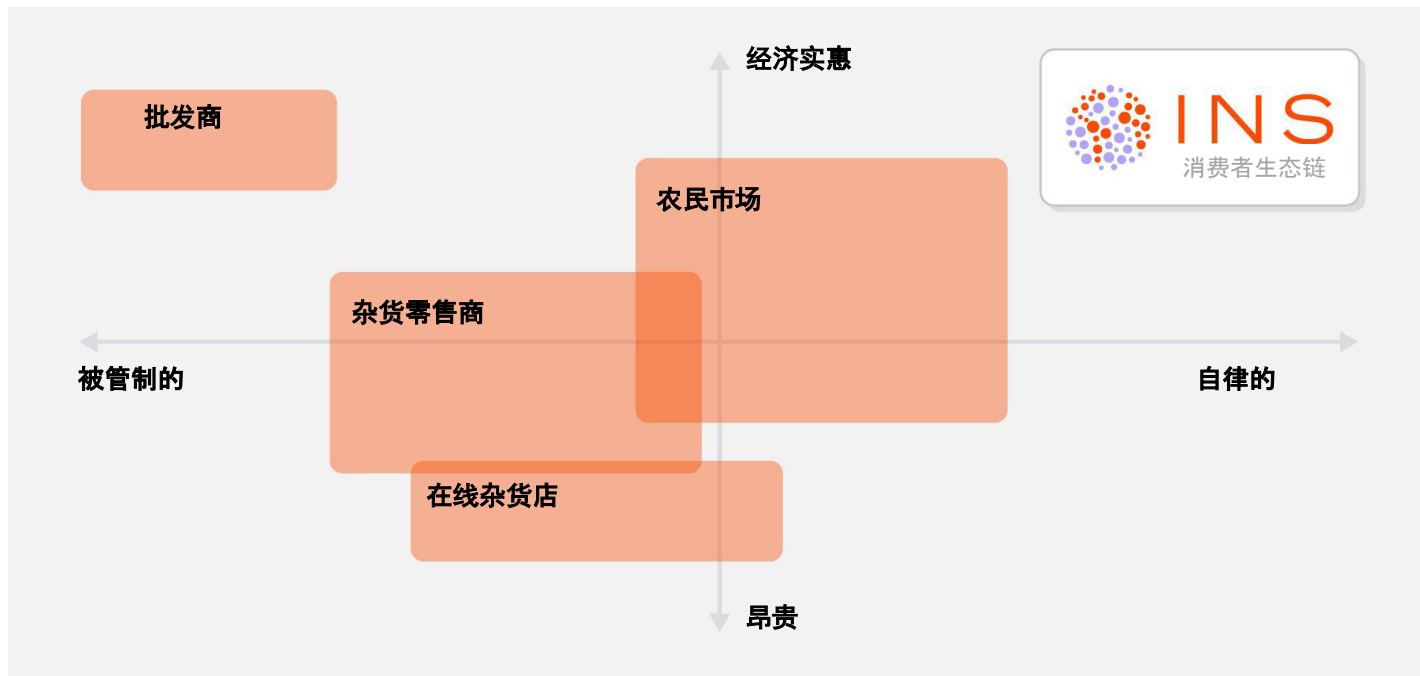 经济实惠
批发商
INS
消费者生态链
农民市场
杂货零售商
被管制的
自律的
在线杂货店
昂贵